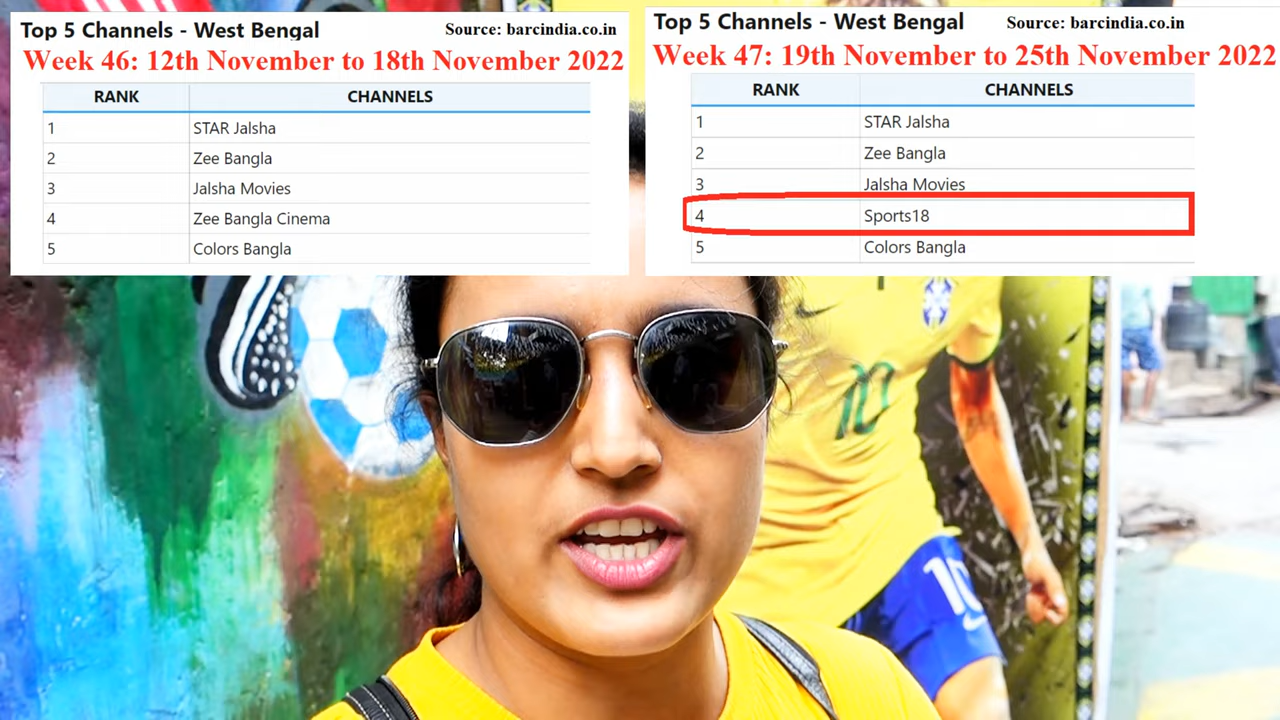 Top 5 Channels - West Bengal Source: barcindia.co.in
Week 46: 12th November to 18th November 2022
RANK CHANNELS
1 STAR Jalsha
2 Zee Bangla
3 Jalsha Movies
4 Zee Bangla Cinema
5 Colors Bangla
Top 5 Channels - West Bengal Source: barcindia.co.in
Week 47: 19th November to 25th November 2022
RANK CHANNELS
1 STAR Jalsha
2 Zee Bangla
3 Jalsha Movies
4 Sports18
5 Colors Bangla
10
10